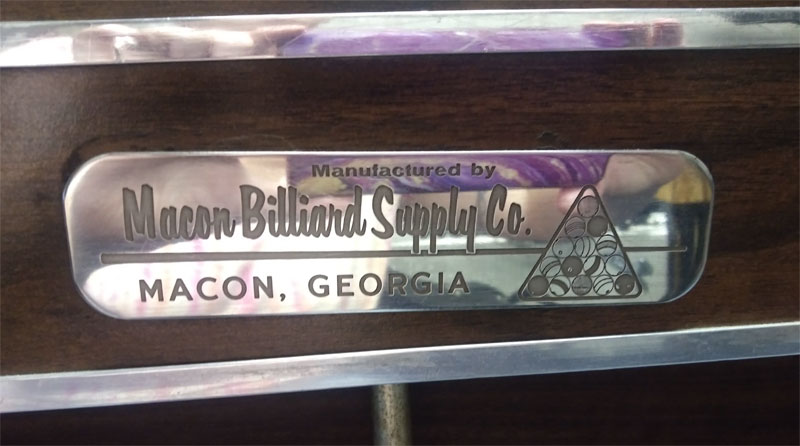 Manufactured by
Macon Billiard Supply Co.
MACON, GEORGIA